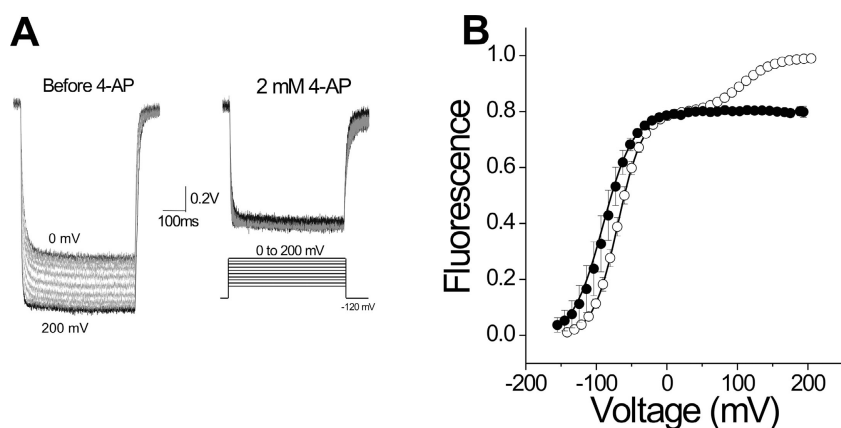 A
Before 4-AP
2 mM 4-AP
0 mV
200 mV
0.2V
100ms
0 to 200 mV
-120 mV
B
Fluorescence
1.0
0.8
0.6
0.4
0.2
0.0
-200 -100 0 100 200
Voltage (mV)